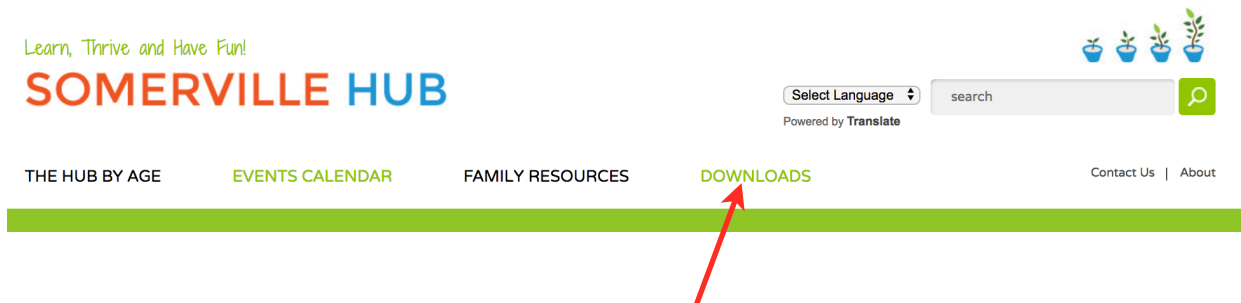 Learn, Thrive and Have Fun!
SOMERVILLE HUB
Select Language
search
Powered by Translate
THE HUB BY AGE EVENTS CALENDAR FAMILY RESOURCES DOWNLOADS Contact Us | About